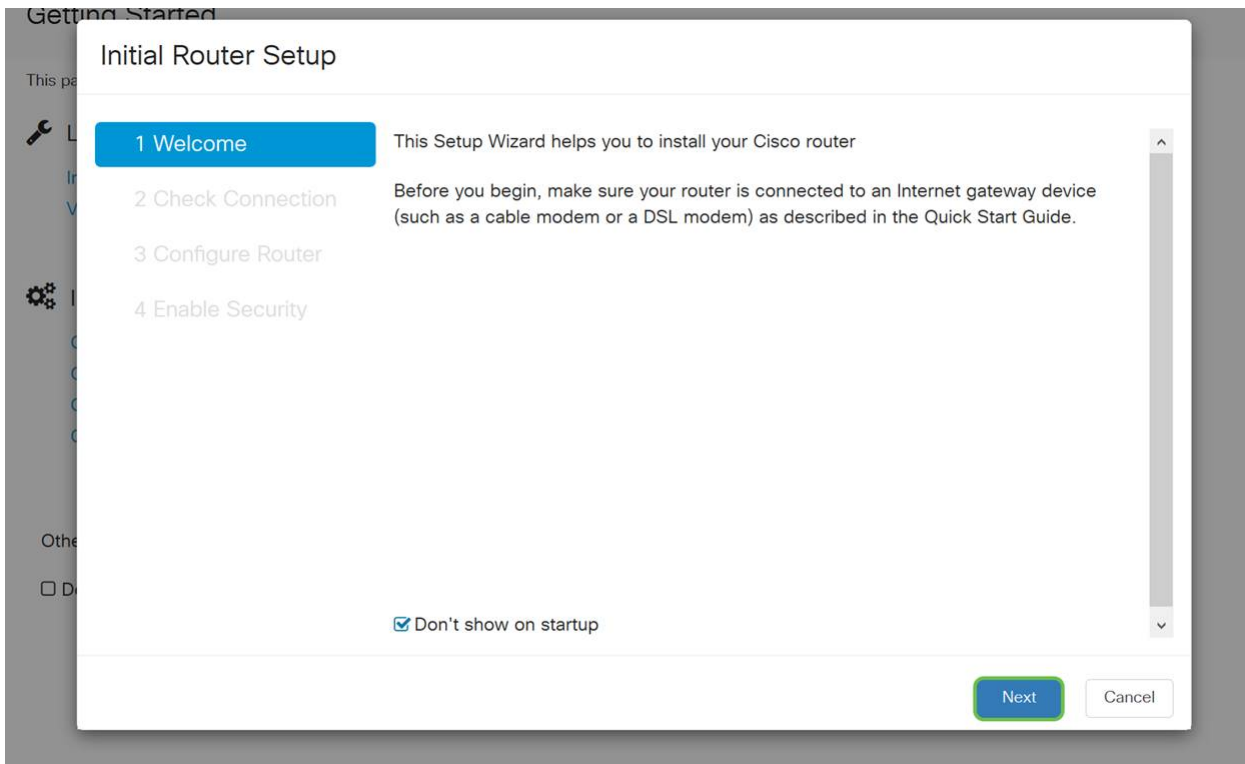 Getting Started
Initial Router Setup
This
1 Welcome
This Setup Wizard helps you to install your Cisco router
2 Check Connection
Before you begin, make sure your router is connected to an Internet gateway device
(such as a cable modem or a DSL modem) as described in the Quick Start Guide.
3 Configure Router
4 Enable Security
Don't show on startup
Next
Cancel